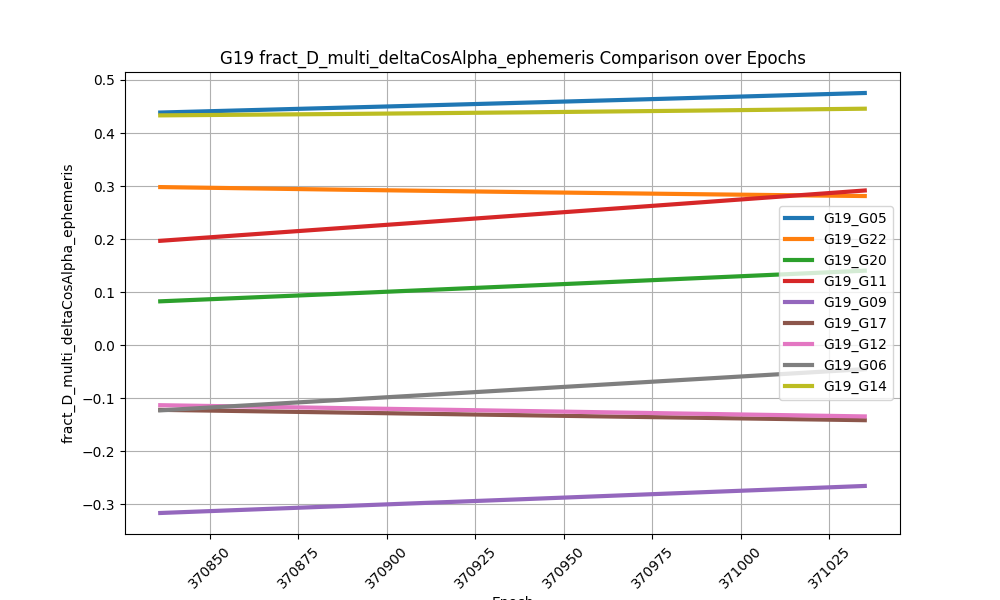 G19 fract_D_multi_deltaCosAlpha_ephemeris Comparison over Epochs
fract_D_multi_deltaCosAlpha_ephemeris
0.5
0.4
0.3
0.2
0.1
0.0
−0.1
−0.2
−0.3
G19_G05
G19_G22
G19_G20
G19_G11
G19_G09
G19_G17
G19_G12
G19_G06
G19_G14
370850
370875
370900
370925
370950
370975
371000
371025
Epoch